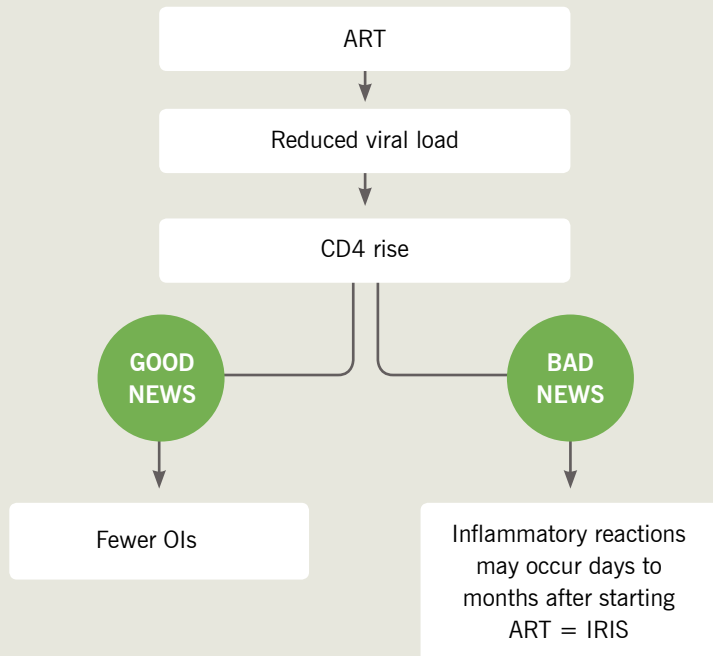 ART
Reduced viral load
CD4 rise
GOOD
NEWS
BAD
NEWS
Fewer OIs
Inflammatory reactions
may occur days to
months after starting
ART = IRIS